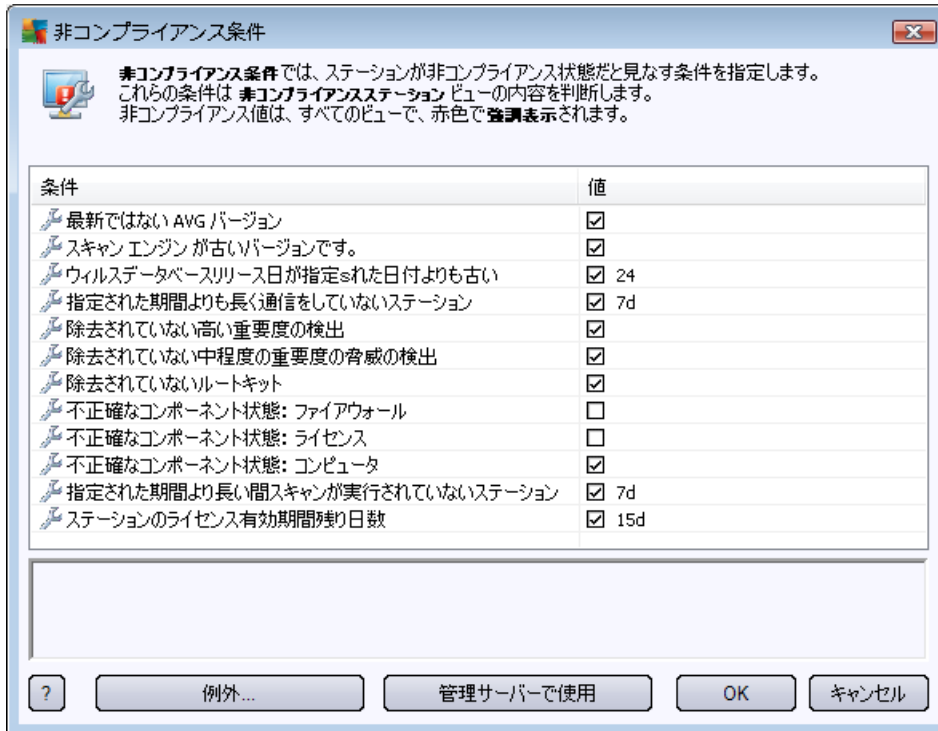 非コンプライアンス条件
非コンプライアンス条件では、ステーションが非コンプライアンス状態だと見なす条件を指定します。
これらの条件は 非コンプライアンスステーション ビューの内容を判断します。
非コンプライアンス値は、すべてのビューで、赤色で強調表示されます。
条件 値
最新ではない AVG バージョン
スキャン エンジン が古いバージョンです。
ウィルスデータベースリリース日が指定sれた日付よりも古い 24
指定された期間よりも長く通信をしていないステーション 7d
除去されていない高い重要度の検出
除去されていない中程度の重要度の脅威の検出
除去されていないルートキット
不正確なコンポーネント状態: ファイアウォール
不正確なコンポーネント状態: ライセンス
不正確なコンポーネント状態: コンピュータ
指定された期間より長い間スキャンが実行されていないステーション 7d
ステーションのライセンス有効期間残り日数 15d
? 例外... 管理サーバーで使用 OK キャンセル